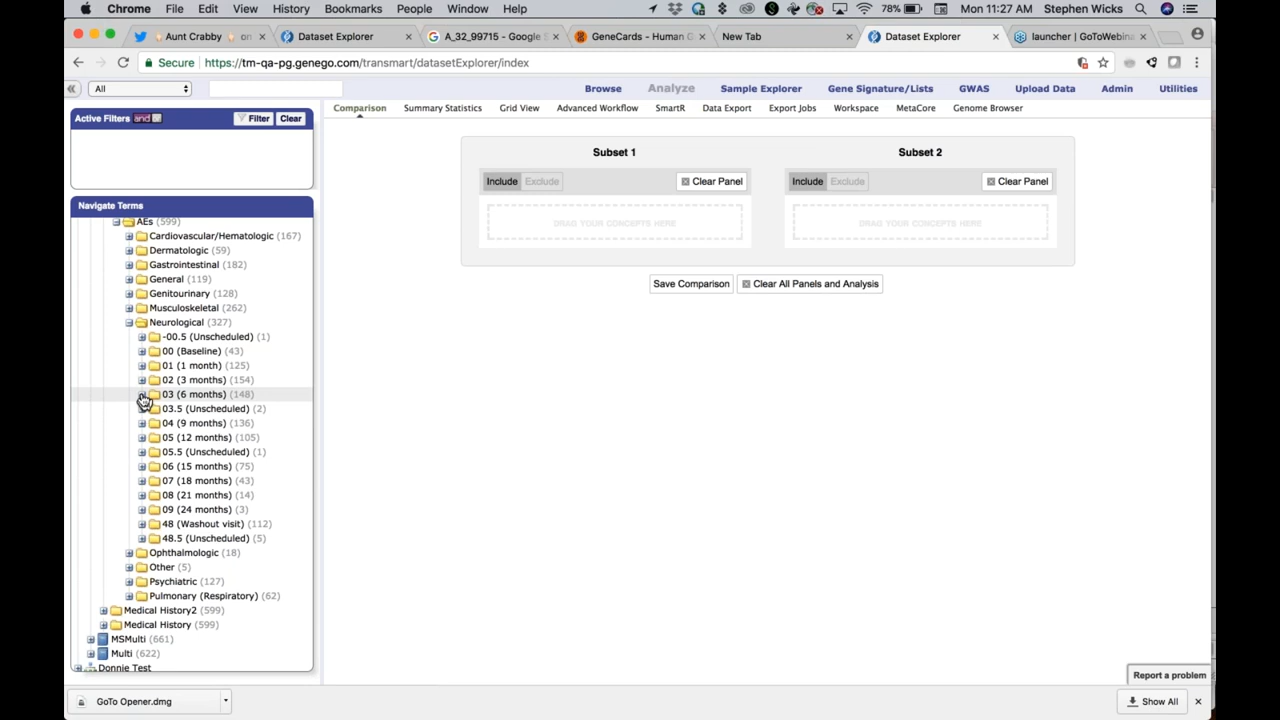 Chrome File Edit View History Bookmarks People Window Help 78% Mon 11:27 AM Stephen Wicks
Aunt Crabby on Dataset Explorer A_32_99715 - Google S GeneCards - Human G New Tab Dataset Explorer launcher | GoToWebina
Secure https://tm-qa-pg.genego.com/transmart/datasetExplorer/index
All Browse Analyze Sample Explorer Gene Signature/Lists GWAS Upload Data Admin Utilities
Comparison Summary Statistics Grid View Advanced Workflow SmartR Data Export Export Jobs Workspace MetaCore Genome Browser
Active Filters and Filter Clear
Subset 1 Subset 2
Include Exclude Clear Panel Include Exclude Clear Panel
DRAG YOUR CONCEPTS HERE DRAG YOUR CONCEPTS HERE
Save Comparison Clear All Panels and Analysis
Navigate Terms
AEs (599)
Cardiovascular/Hematologic (167)
Dermatologic (59)
Gastrointestinal (182)
General (119)
Genitourinary (128)
Musculoskeletal (262)
Neurological (327)
-00.5 (Unscheduled) (1)
00 (Baseline) (43)
01 (1 month) (125)
02 (3 months) (154)
03 (6 months) (148)
03.5 (Unscheduled) (2)
04 (9 months) (136)
05 (12 months) (105)
05.5 (Unscheduled) (1)
06 (15 months) (75)
07 (18 months) (43)
08 (21 months) (14)
09 (24 months) (3)
48 (Washout visit) (112)
48.5 (Unscheduled) (5)
Ophthalmologic (18)
Other (5)
Psychiatric (127)
Pulmonary (Respiratory) (62)
Medical History2 (599)
Medical History (599)
MSMulti (661)
Multi (622)
Donnie Test
Report a problem
GoTo Opener.dmg Show All